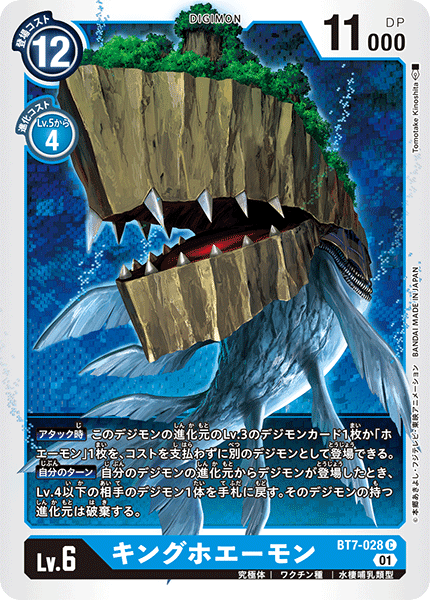 登場コスト
12
DIGIMON
DP
11000
進化コスト
Lv.5から
4
Tomotake Kinoshita
BANDAI MADE IN JAPAN
©本郷あきよし・フジテレビ・東映アニメーション
アタック時 このデジモンの進化元のLv.3のデジモンカード1枚か「ホ
エーモン」1枚を、コストを支払わずに別のデジモンとして登場できる。
自分のターン 自分のデジモンの進化元からデジモンが登場したとき、
Lv.4以下の相手のデジモン1体を手札に戻す。そのデジモンの持つ
進化元は破棄する。
BT7-028 C
Lv.6 キングホエーモン
01
究極体 | ワクチン種 | 水棲哺乳類型